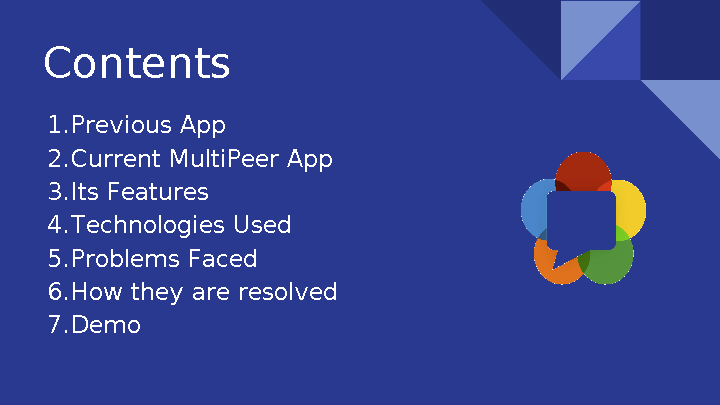 Contents
1.Previous App
2.Current MultiPeer App
3.Its Features
4.Technologies Used
5.Problems Faced
6.How they are resolved
7.Demo